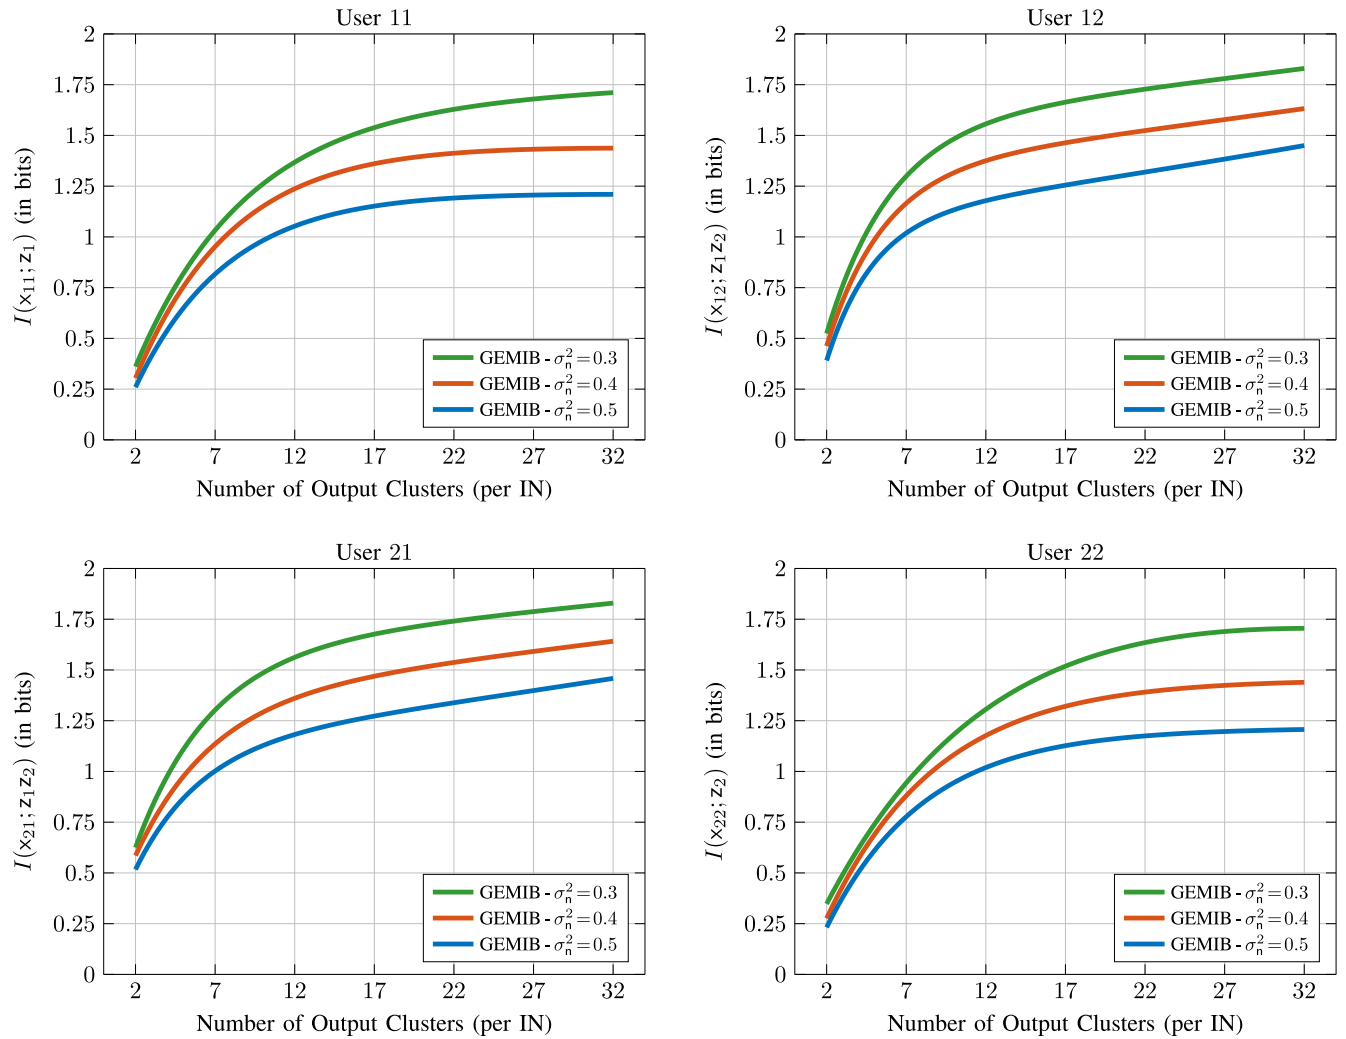 User 11
2
1.75
1.5
1.25
1
0.75
0.5
0.25
0
I(x₁₁; z₁) (in bits)
GEMIB - σₙ² = 0.3
GEMIB - σₙ² = 0.4
GEMIB - σₙ² = 0.5
2 7 12 17 22 27 32
Number of Output Clusters (per IN)
User 12
2
1.75
1.5
1.25
1
0.75
0.5
0.25
0
I(x₁₂; z₁z₂) (in bits)
GEMIB - σₙ² = 0.3
GEMIB - σₙ² = 0.4
GEMIB - σₙ² = 0.5
2 7 12 17 22 27 32
Number of Output Clusters (per IN)
User 21
2
1.75
1.5
1.25
1
0.75
0.5
0.25
0
I(x₂₁; z₁z₂) (in bits)
GEMIB - σₙ² = 0.3
GEMIB - σₙ² = 0.4
GEMIB - σₙ² = 0.5
2 7 12 17 22 27 32
Number of Output Clusters (per IN)
User 22
2
1.75
1.5
1.25
1
0.75
0.5
0.25
0
I(x₂₂; z₂) (in bits)
GEMIB - σₙ² = 0.3
GEMIB - σₙ² = 0.4
GEMIB - σₙ² = 0.5
2 7 12 17 22 27 32
Number of Output Clusters (per IN)